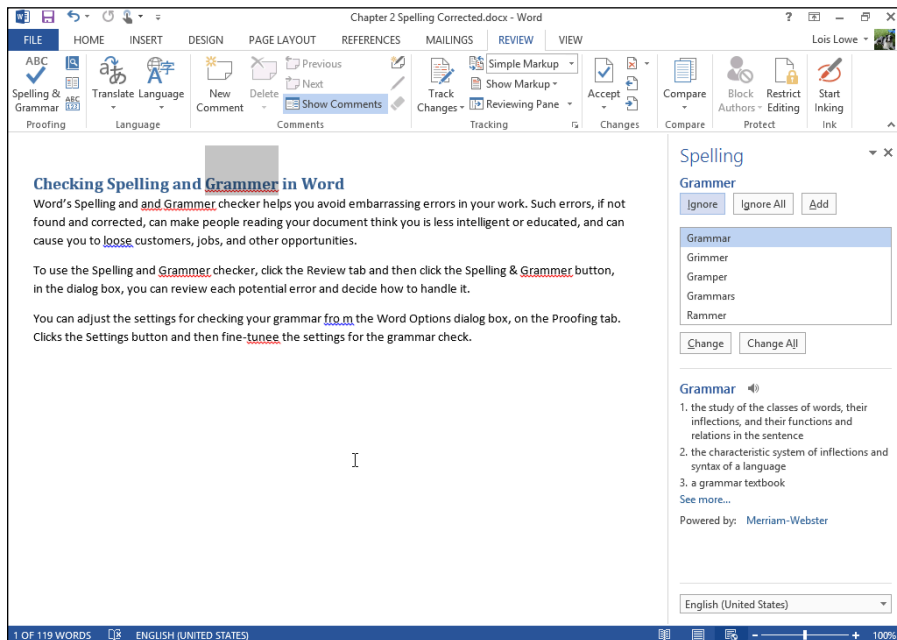 Chapter 2 Spelling Corrected.docx - Word
?
FILE HOME INSERT DESIGN PAGE LAYOUT REFERENCES MAILINGS REVIEW VIEW Lois Lowe
ABC
Spelling & Grammar
ABC
123
Proofing
Translate Language
Language
New Comment
Delete
Previous
Next
Show Comments
Comments
Track Changes
Simple Markup
Show Markup
Reviewing Pane
Tracking
Accept
Changes
Compare
Compare
Block Authors
Restrict Editing
Protect
Start Inking
Ink
Checking Spelling and Grammer in Word
Word's Spelling and and Grammer checker helps you avoid embarrassing errors in your work. Such errors, if not
found and corrected, can make people reading your document think you is less intelligent or educated, and can
cause you to loose customers, jobs, and other opportunities.
To use the Spelling and Grammer checker, click the Review tab and then click the Spelling & Grammer button,
in the dialog box, you can review each potential error and decide how to handle it.
You can adjust the settings for checking your grammar fro m the Word Options dialog box, on the Proofing tab.
Clicks the Settings button and then fine-tunee the settings for the grammar check.
Spelling
Grammer
Ignore Ignore All Add
Grammar
Grimmer
Gramper
Grammars
Rammer
Change Change All
Grammar
1. the study of the classes of words, their
inflections, and their functions and
relations in the sentence
2. the characteristic system of inflections and
syntax of a language
3. a grammar textbook
See more...
Powered by: Merriam-Webster
English (United States)
1 OF 119 WORDS ENGLISH (UNITED STATES) 100%